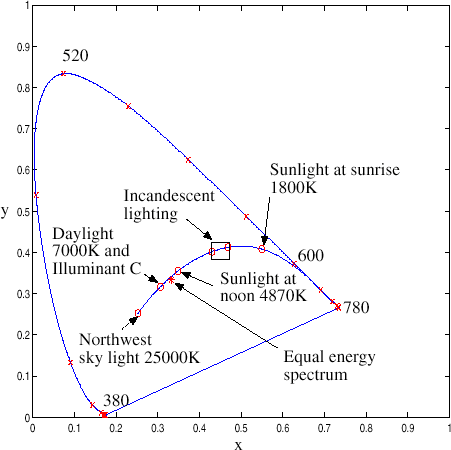 1
0.9
0.8
0.7
0.6
0.5
0.4
0.3
0.2
0.1
0
y
520
Sunlight at sunrise
1800K
Incandescent
lighting
Daylight
7000K and
Illuminant C
600
Sunlight at
noon 4870K
780
Northwest
sky light 25000K
Equal energy
spectrum
380
0
0.1
0.2
0.3
0.4
0.5
0.6
0.7
0.8
0.9
1
x